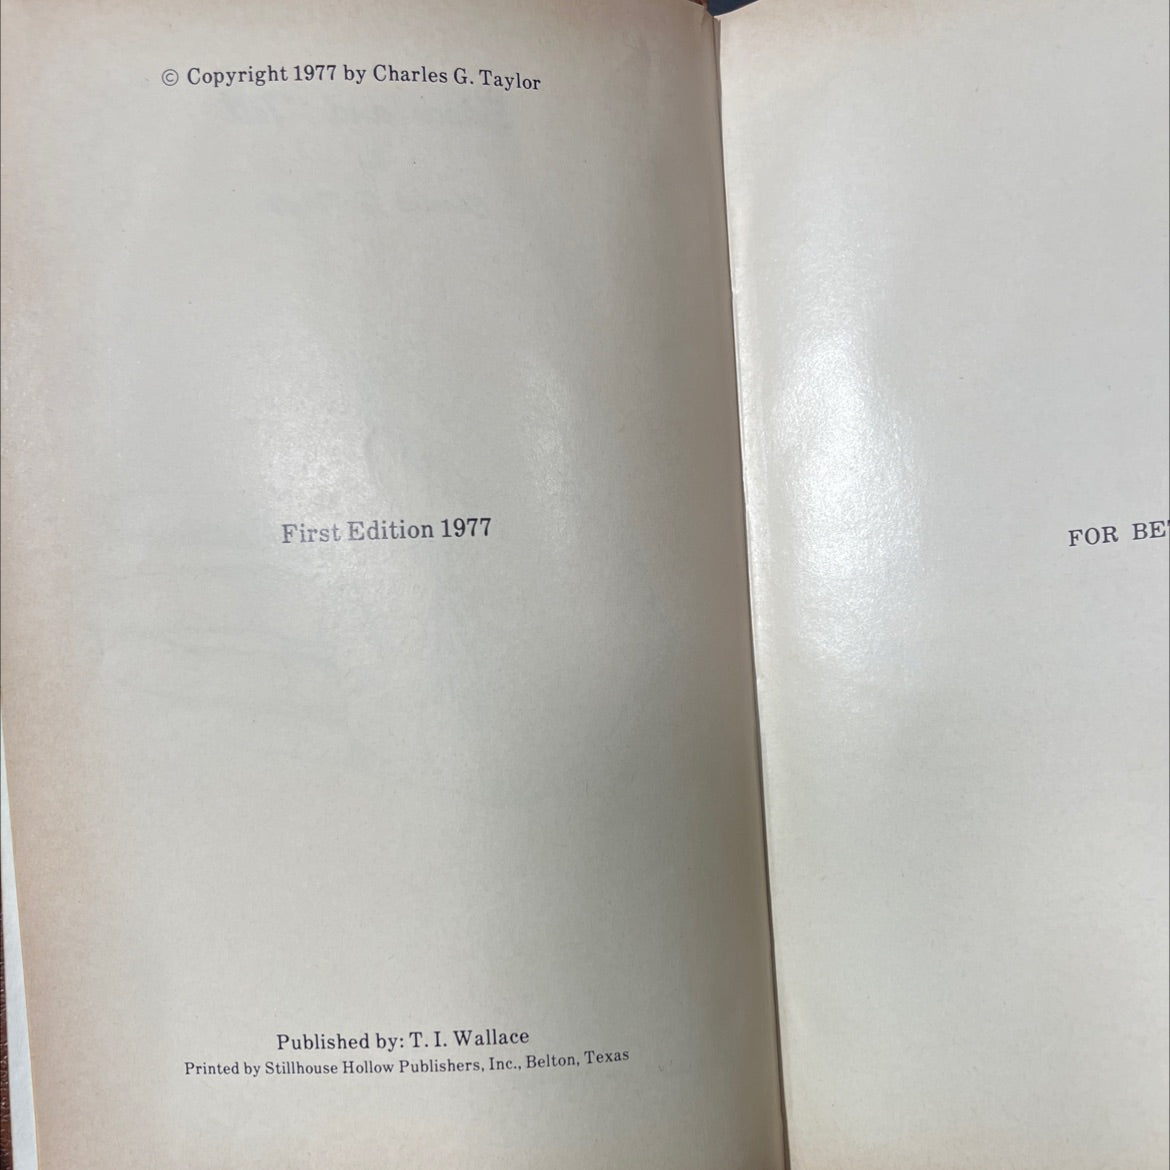 © Copyright 1977 by Charles G. Taylor
First Edition 1977
Published by: T. I. Wallace
Printed by Stillhouse Hollow Publishers, Inc., Belton, Texas
FOR